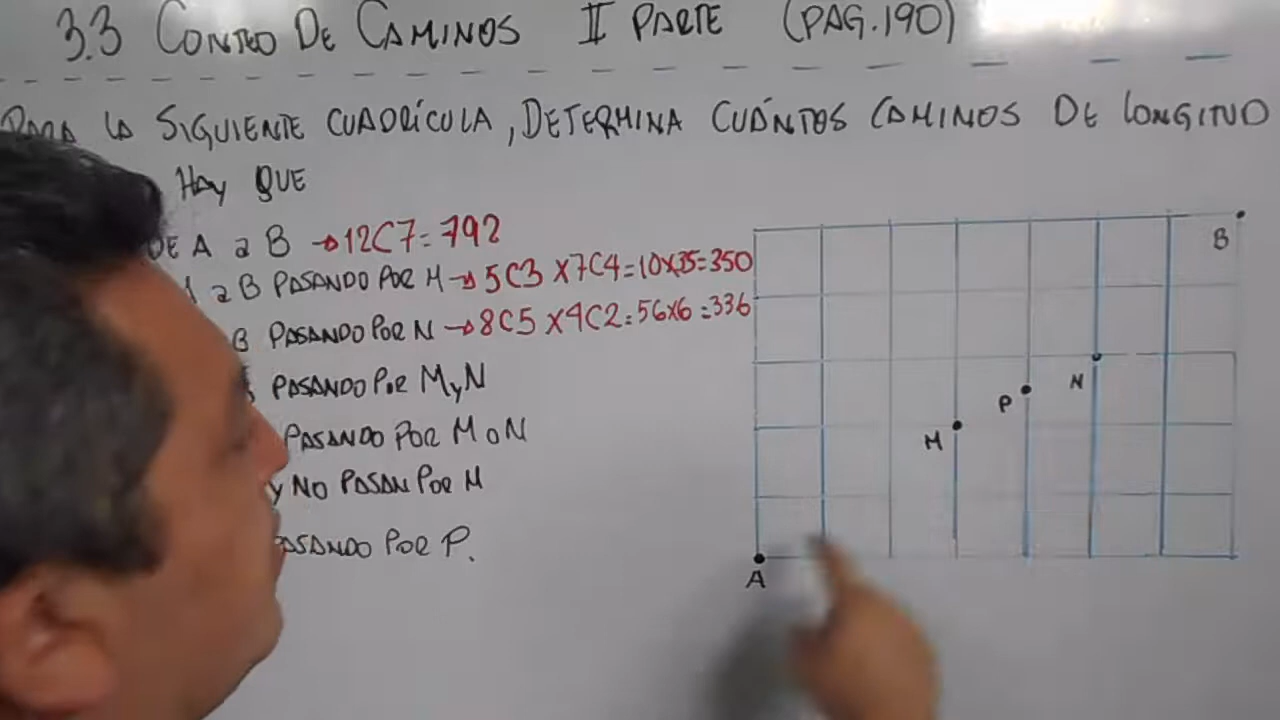 3.3 CONTEO DE CAMINOS II PARTE (PAG.190)
PARA LA SIGUIENTE CUADRÍCULA, DETERMINA CUÁNTOS CAMINOS DE LONGITUD
HAY QUE
DE A a B → 12C7 = 792
a B PASANDO POR M → 5C3 X 7C4 = 10X35 = 350
B PASANDO POR N → 8C5 X 4C2 = 56X6 = 336
PASANDO POR M y N
PASANDO POR M o N
y NO PASAN POR M
PASANDO POR P.
B
N
P
M
A